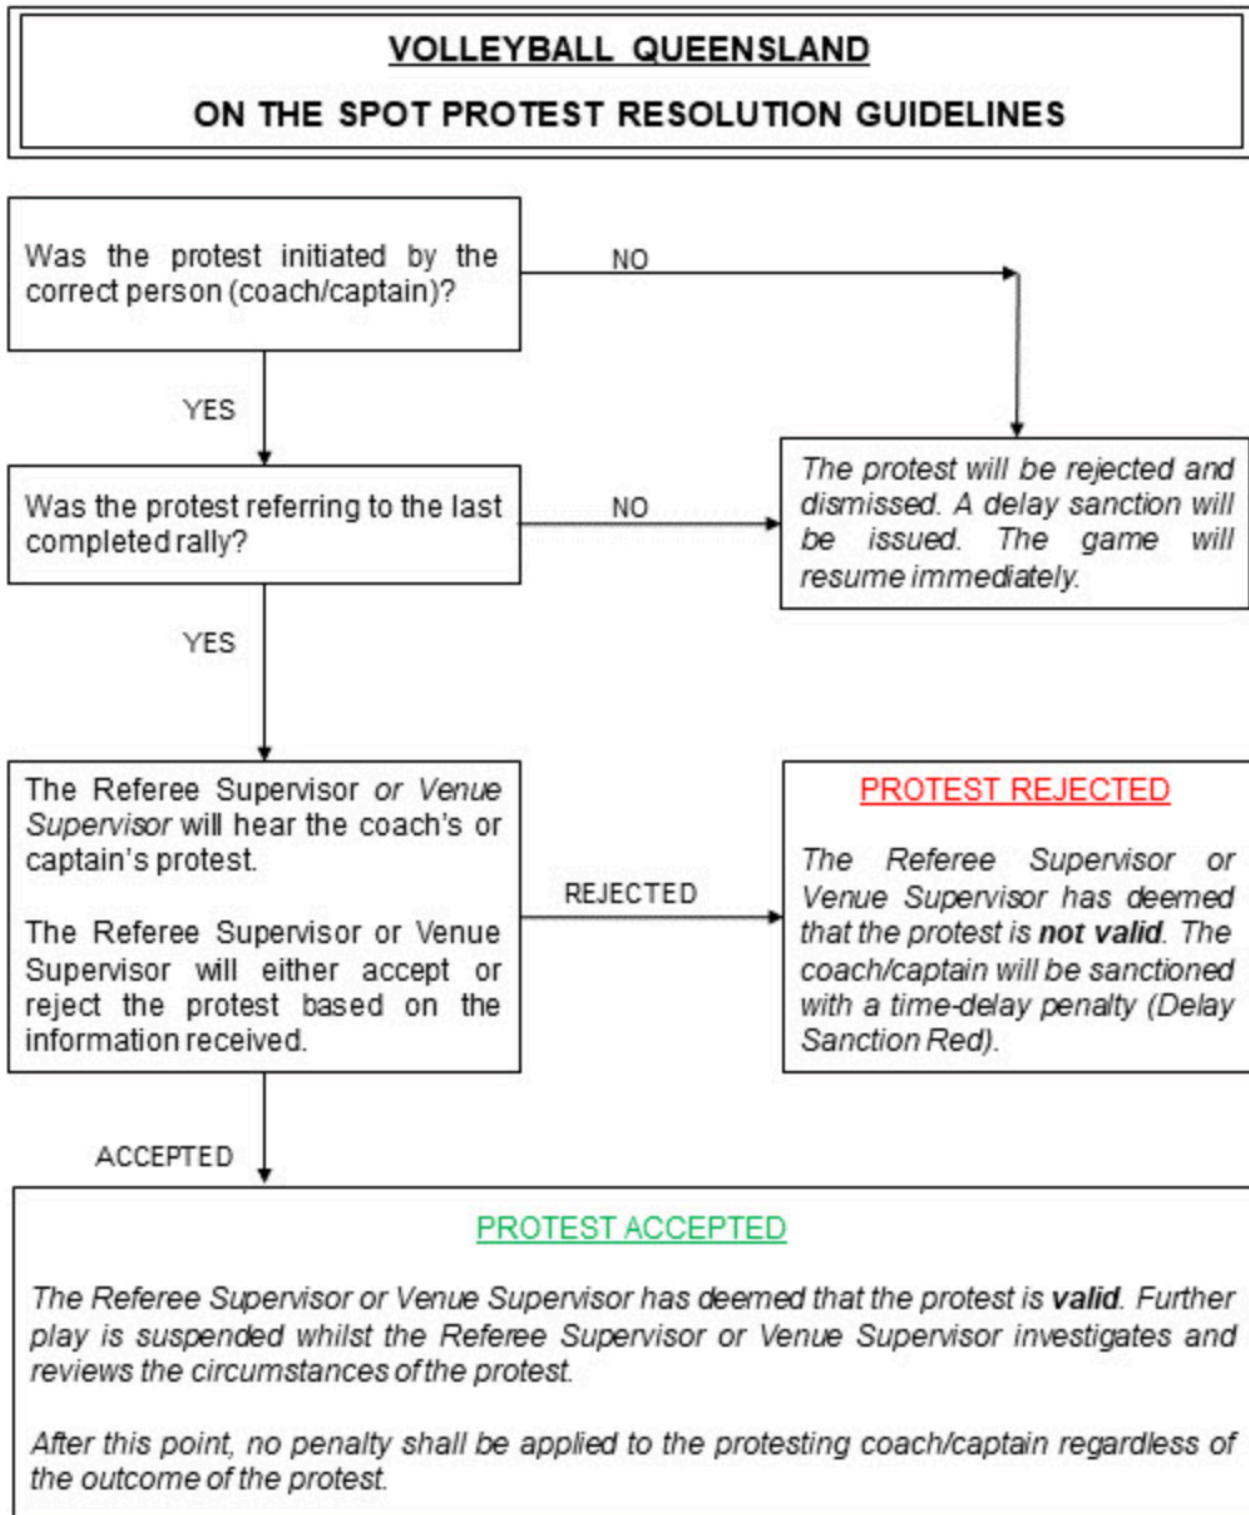 VOLLEYBALL QUEENSLAND
ON THE SPOT PROTEST RESOLUTION GUIDELINES
Was the protest initiated by the
correct person (coach/captain)?
NO
YES
Was the protest referring to the last
completed rally?
NO
The protest will be rejected and
dismissed. A delay sanction will
be issued. The game will
resume immediately.
YES
The Referee Supervisor or Venue
Supervisor will hear the coach's or
captain's protest.
The Referee Supervisor or Venue
Supervisor will either accept or
reject the protest based on the
information received.
REJECTED
PROTEST REJECTED
The Referee Supervisor or
Venue Supervisor has deemed
that the protest is not valid. The
coach/captain will be sanctioned
with a time-delay penalty (Delay
Sanction Red).
ACCEPTED
PROTEST ACCEPTED
The Referee Supervisor or Venue Supervisor has deemed that the protest is valid. Further
play is suspended whilst the Referee Supervisor or Venue Supervisor investigates and
reviews the circumstances of the protest.
After this point, no penalty shall be applied to the protesting coach/captain regardless of
the outcome of the protest.